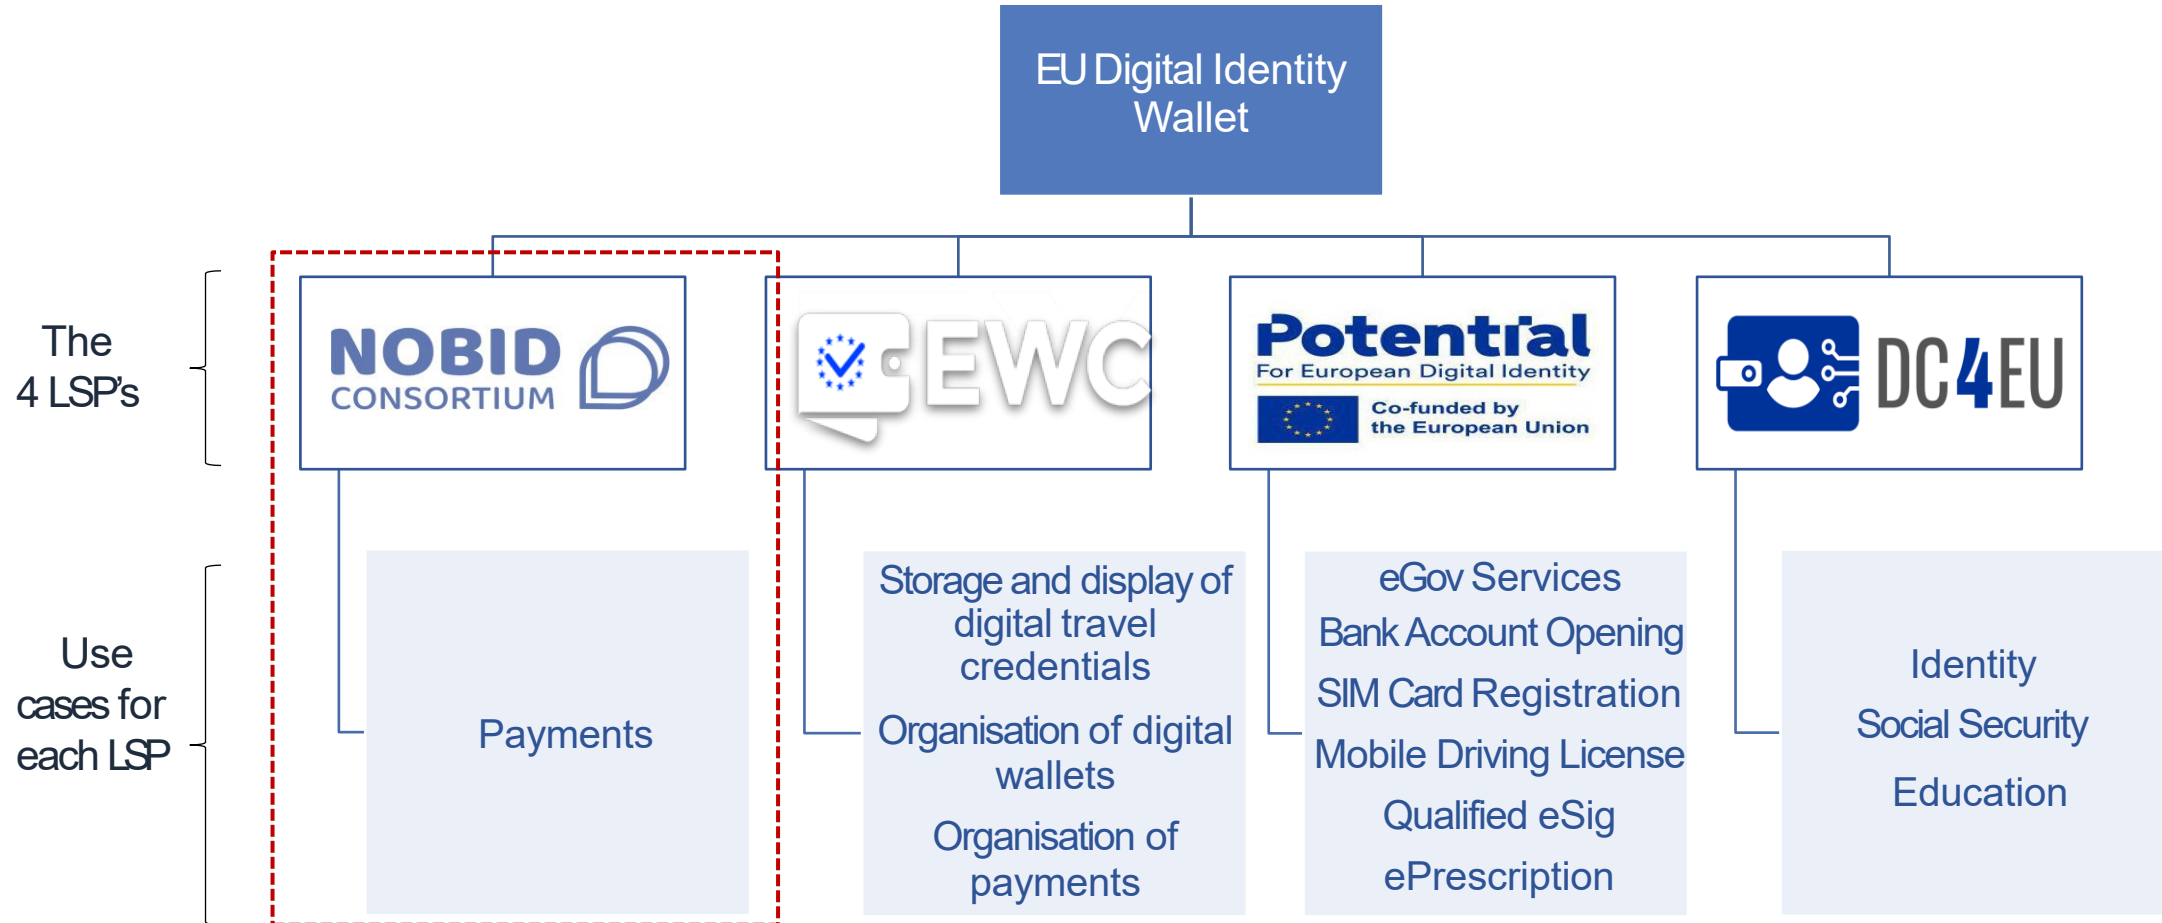 EU Digital Identity
Wallet
The
4 LSP's
NOBID
CONSORTIUM
EWC
Potential
For European Digital Identity
Co-funded by
the European Union
DC4EU
Use
cases for
each LSP
Payments
Storage and display of
digital travel
credentials
Organisation of digital
wallets
Organisation of
payments
eGov Services
Bank Account Opening
SIM Card Registration
Mobile Driving License
Qualified eSig
ePrescription
Identity
Social Security
Education